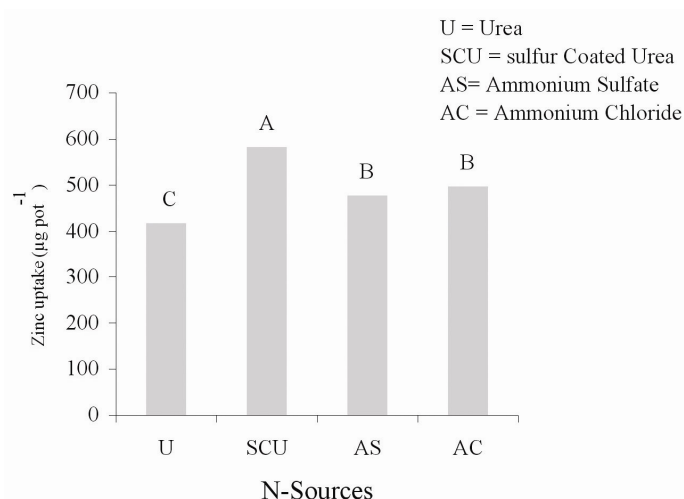 U = Urea
SCU = sulfur Coated Urea
AS= Ammonium Sulfate
AC = Ammonium Chloride
Zinc uptake (µg pot -1)
700
600
500
400
300
200
100
0
C
A
B
B
U SCU AS AC
N-Sources